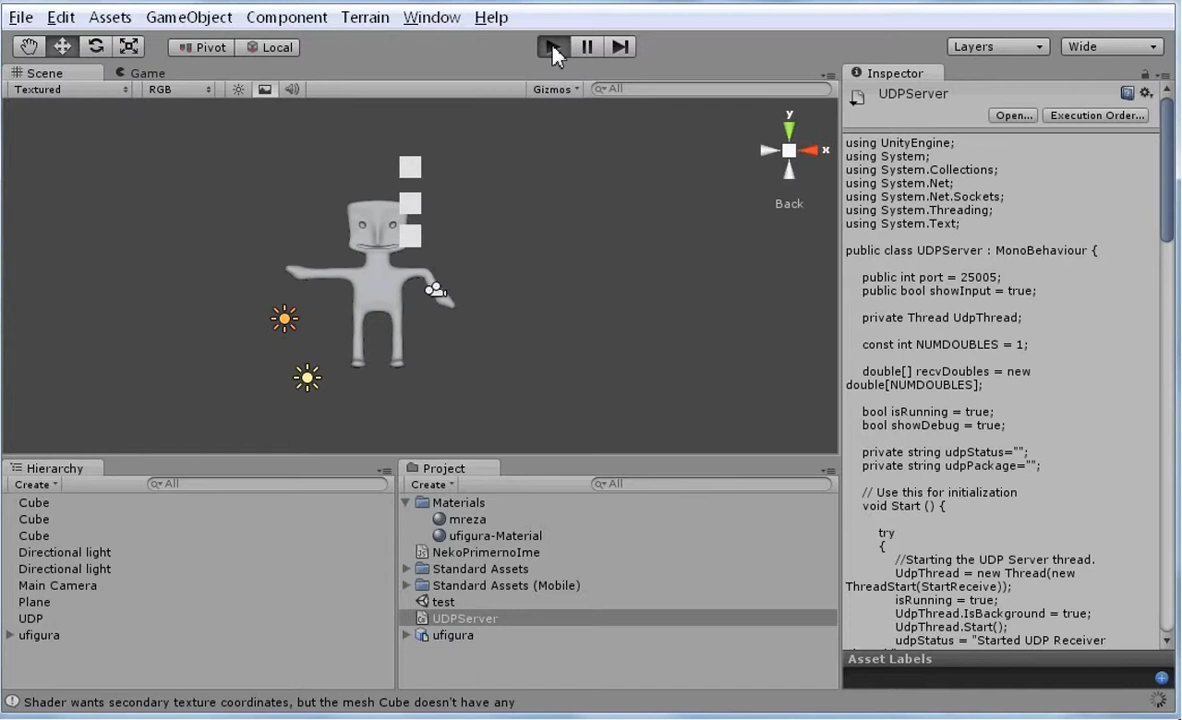 File Edit Assets GameObject Component Terrain Window Help
Pivot Local Layers Wide
Scene Game
Textured RGB Gizmos All
y
x
Back
Inspector
UDPServer
Open... Execution Order...
using UnityEngine;
using System;
using System.Collections;
using System.Net;
using System.Net.Sockets;
using System.Threading;
using System.Text;
public class UDPServer : MonoBehaviour {
public int port = 25005;
public bool showInput = true;
private Thread UdpThread;
const int NUMDOUBLES = 1;
double[] recvDoubles = new
double[NUMDOUBLES];
bool isRunning = true;
bool showDebug = true;
private string udpStatus="";
private string udpPackage="";
// Use this for initialization
void Start () {
try
{
//Starting the UDP Server thread.
UdpThread = new Thread(new
ThreadStart(StartReceive));
isRunning = true;
UdpThread.IsBackground = true;
UdpThread.Start();
udpStatus = "Started UDP Receiver
Asset Labels
Hierarchy
Create All
Cube
Cube
Cube
Directional light
Directional light
Main Camera
Plane
UDP
ufigura
Project
Create All
Materials
mreza
ufigura-Material
NekoPrimernoIme
Standard Assets
Standard Assets (Mobile)
test
UDPServer
ufigura
Shader wants secondary texture coordinates, but the mesh Cube doesn't have any